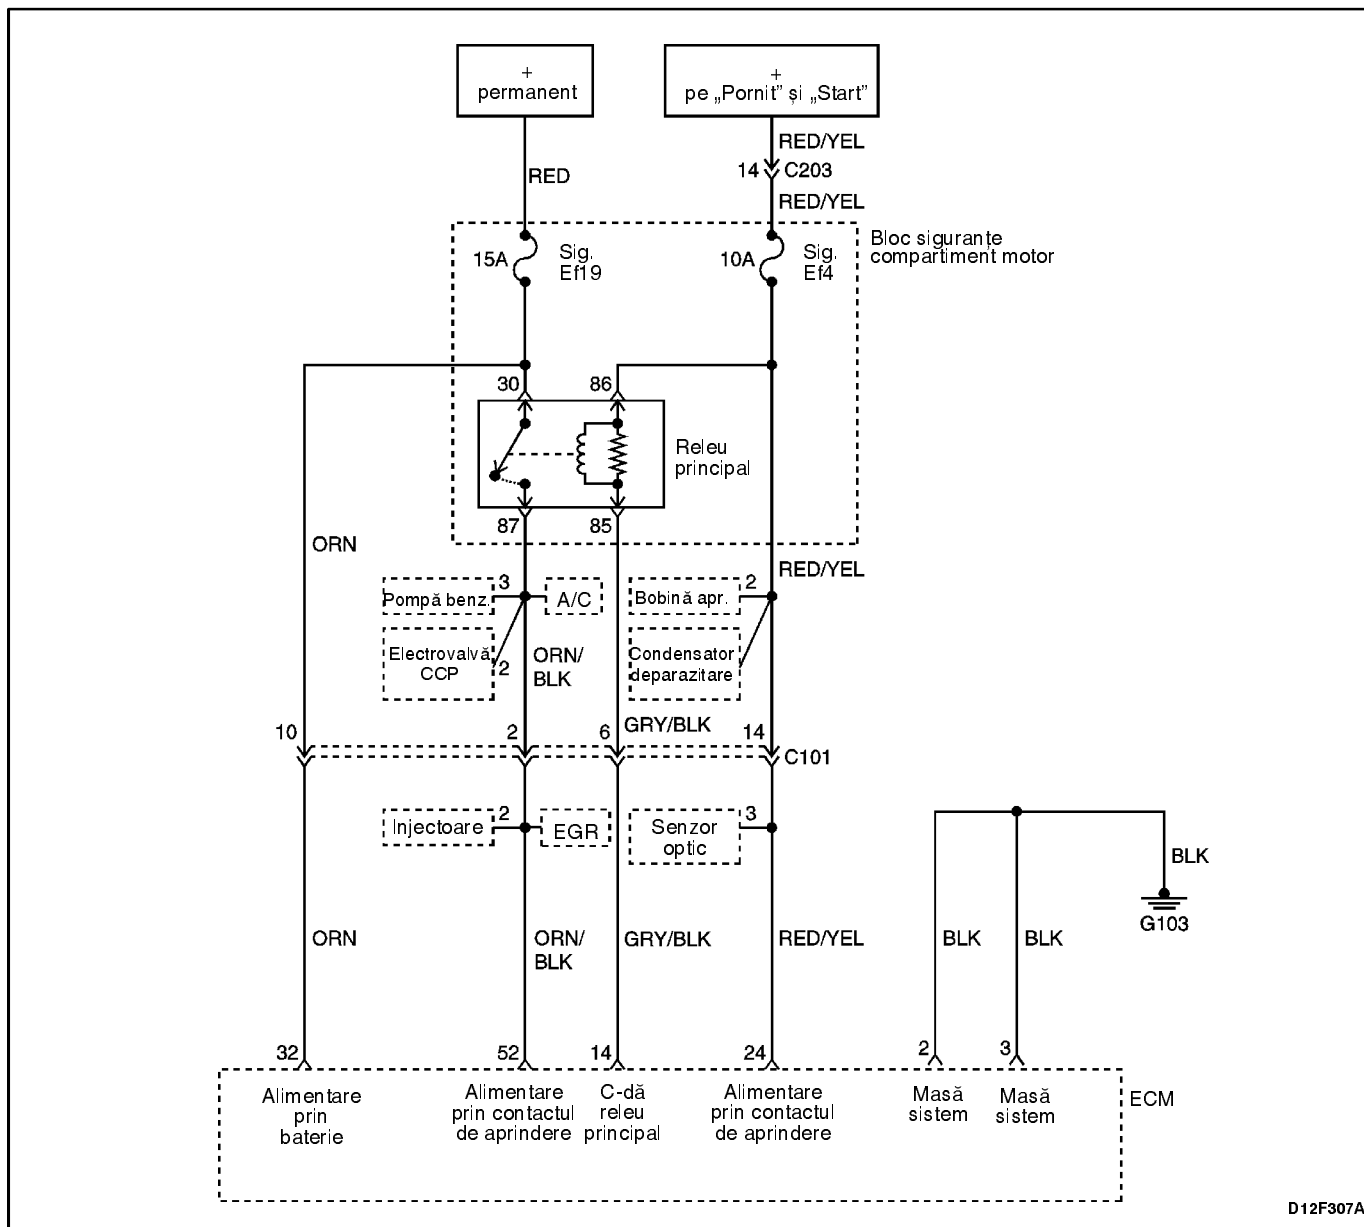 +
permanent
+
pe „Pornit” și „Start”
RED/YEL
14
C203
RED
RED/YEL
Bloc siguranțe
compartiment motor
15A
Sig.
Ef19
10A
Sig.
Ef4
30
86
Releu
principal
87
85
ORN
RED/YEL
Pompă benz.
3
A/C
Bobină apr.
2
Electrovalvă
CCP
2
ORN/
BLK
Condensator
deparazitare
GRY/BLK
10
2
6
14
C101
Injectoare
2
EGR
Senzor
optic
3
BLK
G103
ORN
ORN/
BLK
GRY/BLK
RED/YEL
BLK
BLK
32
52
14
24
2
3
Alimentare
prin
baterie
Alimentare
prin contactul
de aprindere
C-dă
releu
principal
Alimentare
prin contactul
de aprindere
Masă
sistem
Masă
sistem
ECM
D12F307A